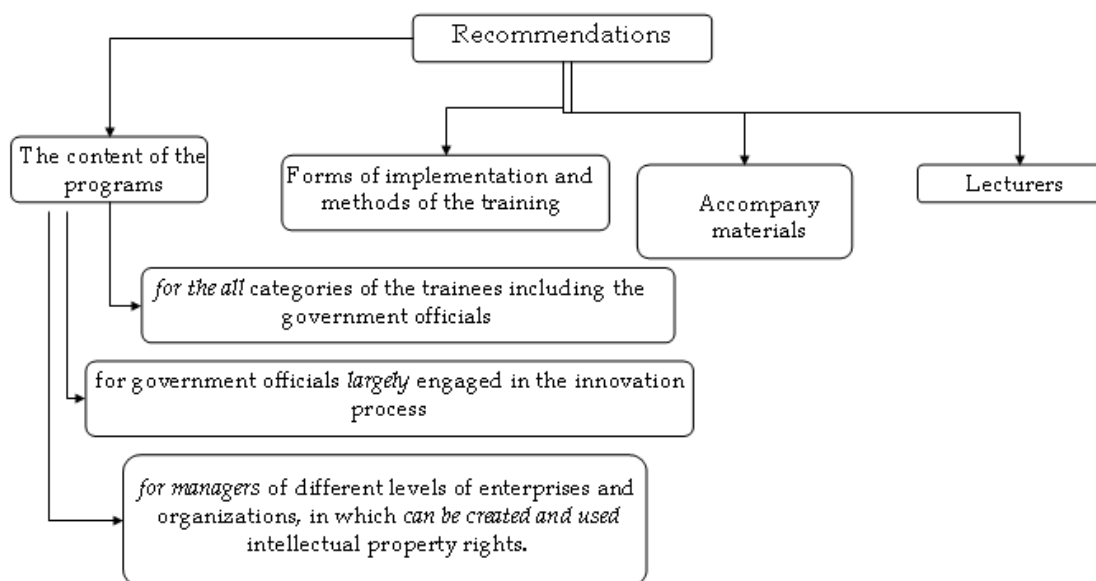 Recommendations
The content of the
programs
Forms of implementation and
methods of the training
Accompany
materials
Lecturers
for the all categories of the trainees including the
government officials
for government officials largely engaged in the innovation
process
for managers of different levels of enterprises and
organizations, in which can be created and used
intellectual property rights.